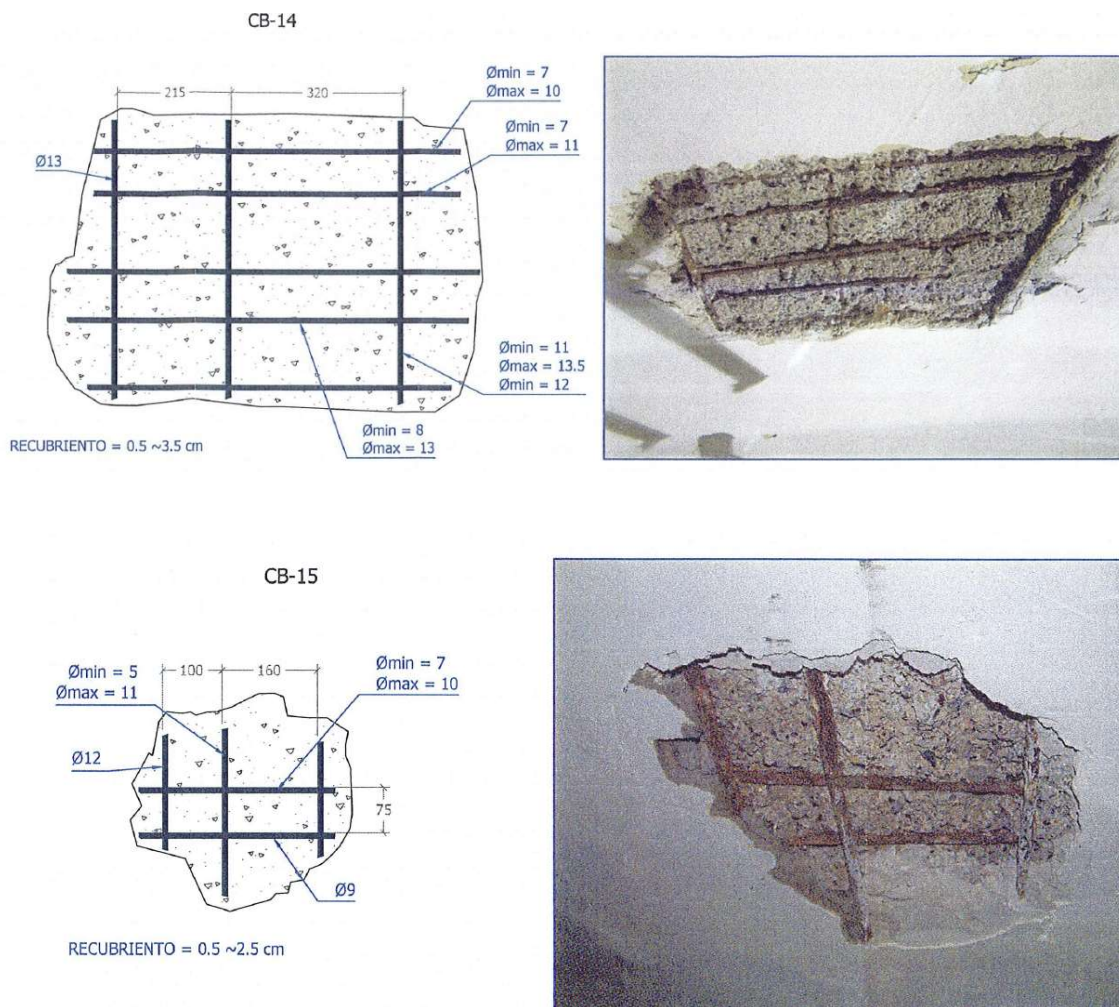 CB-14
215
320
Ømin = 7
Ømax = 10
Ømin = 7
Ømax = 11
Ø13
Ømin = 11
Ømax = 13.5
Ømin = 12
Ømin = 8
Ømax = 13
RECUBRIENTO = 0.5 ~3.5 cm
CB-15
100
160
Ømin = 5
Ømax = 11
Ømin = 7
Ømax = 10
Ø12
75
Ø9
RECUBRIENTO = 0.5 ~2.5 cm